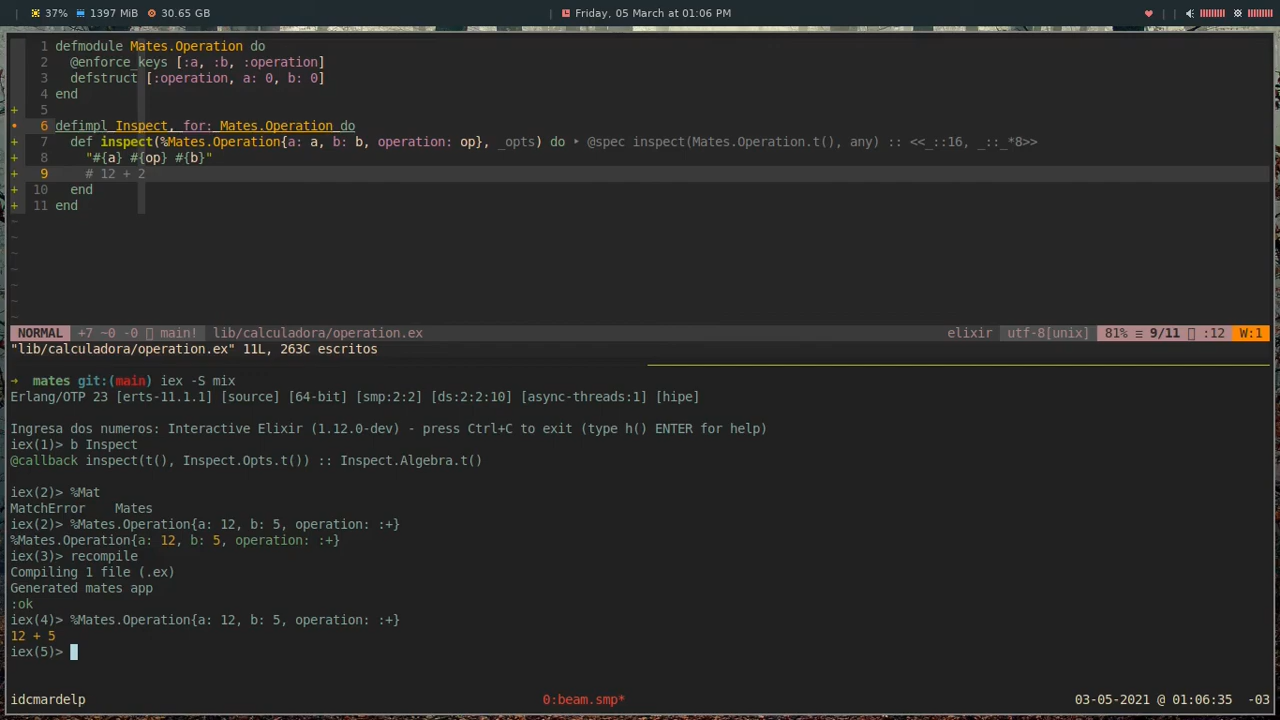 37% 1397 MiB 30.65 GB Friday, 05 March at 01:06 PM
1 defmodule Mates.Operation do
2 @enforce_keys [:a, :b, :operation]
3 defstruct [:operation, a: 0, b: 0]
4 end
+ 5
• 6 defimpl Inspect, for: Mates.Operation do
+ 7 def inspect(%Mates.Operation{a: a, b: b, operation: op}, _opts) do ‣ @spec inspect(Mates.Operation.t(), any) :: <<_::16, _::_*8>>
+ 8 "#{a} #{op} #{b}"
+ 9 # 12 + 2
+ 10 end
+ 11 end
~
~
~
~
~
~
~
NORMAL +7 ~0 -0 main! lib/calculadora/operation.ex elixir utf-8[unix] 81% ≡ 9/11 :12 W:1
"lib/calculadora/operation.ex" 11L, 263C escritos
→ mates git:(main) iex -S mix
Erlang/OTP 23 [erts-11.1.1] [source] [64-bit] [smp:2:2] [ds:2:2:10] [async-threads:1] [hipe]
Ingresa dos numeros: Interactive Elixir (1.12.0-dev) - press Ctrl+C to exit (type h() ENTER for help)
iex(1)> b Inspect
@callback inspect(t(), Inspect.Opts.t()) :: Inspect.Algebra.t()
iex(2)> %Mat
MatchError Mates
iex(2)> %Mates.Operation{a: 12, b: 5, operation: :+}
%Mates.Operation{a: 12, b: 5, operation: :+}
iex(3)> recompile
Compiling 1 file (.ex)
Generated mates app
:ok
iex(4)> %Mates.Operation{a: 12, b: 5, operation: :+}
12 + 5
iex(5)>
idcmardelp 0:beam.smp* 03-05-2021 @ 01:06:35 -03